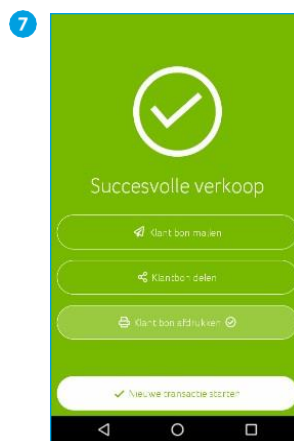 7
Succesvolle verkoop
Klant bon mailen
Klantbon delen
Klant bon afdrukken
Nieuwe transactie starten